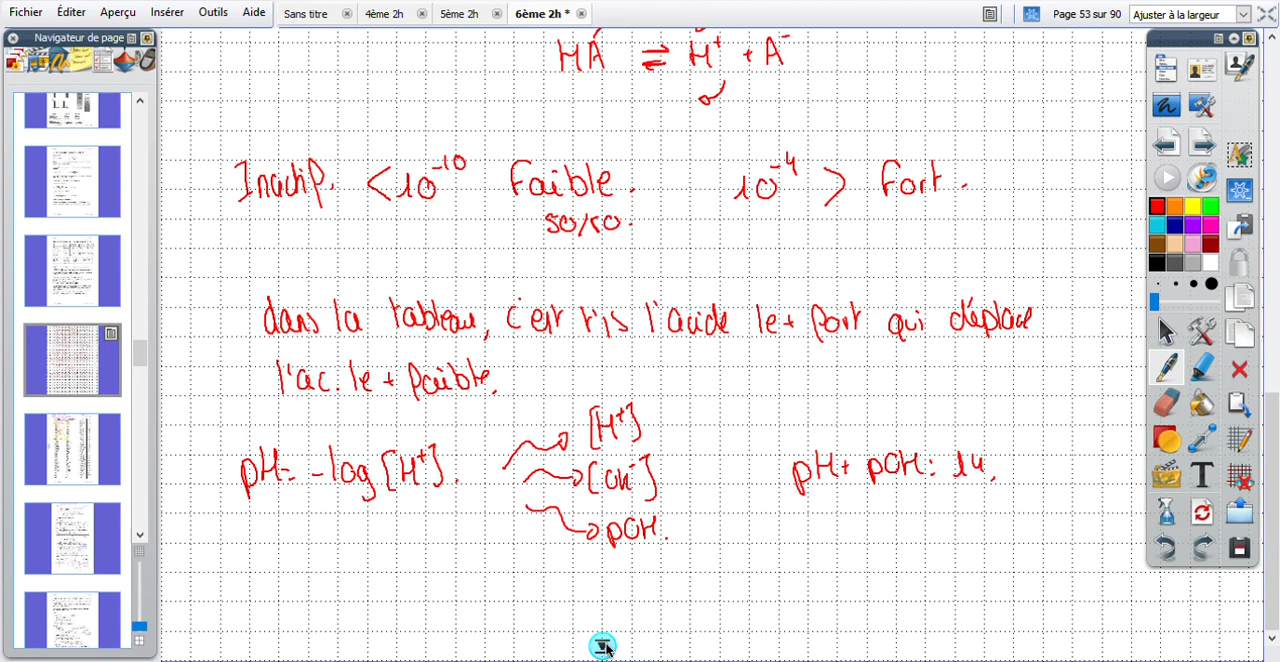 Fichier Éditer Aperçu Insérer Outils Aide
Sans titre 4ème 2h 5ème 2h 6ème 2h *
Page 53 sur 90 Ajuster à la largeur
Navigateur de page
HA ⇌ H⁺ + A⁻
Inactif. < 10⁻¹⁰ Faible. 10⁻⁴ > Fort.
50/50.
dans la tableau, c'est tjs l'acide le + fort qui déplace
l'ac. le + faible.
pH = -log [H⁺]. [H⁺]
[OH⁻] pH + pOH = 14.
pOH.